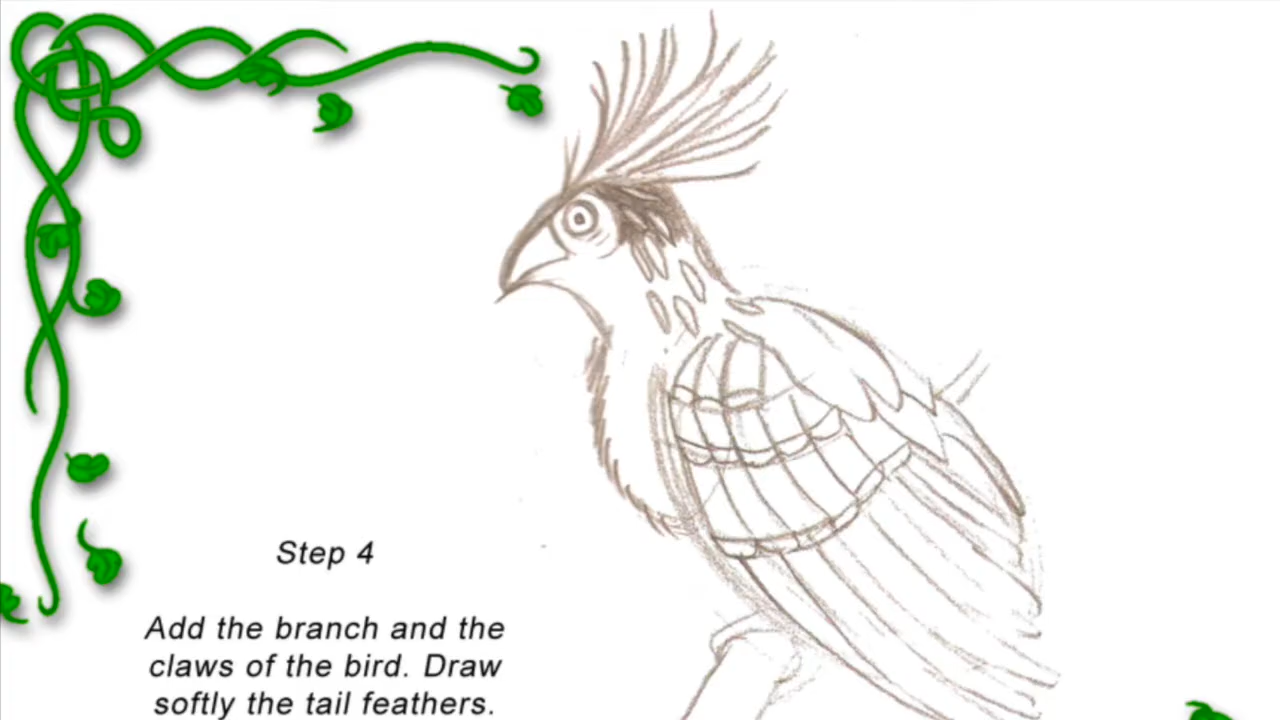 Step 4
Add the branch and the
claws of the bird. Draw
softly the tail feathers.